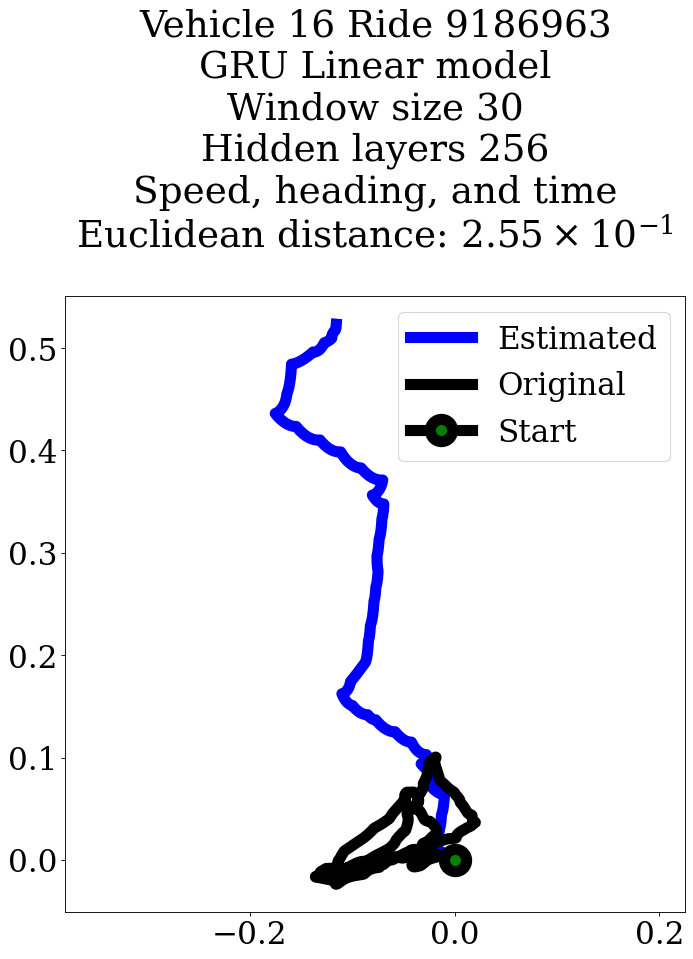 Vehicle 16 Ride 9186963
GRU Linear model
Window size 30
Hidden layers 256
Speed, heading, and time
Euclidean distance: 2.55 × 10⁻¹
Estimated
Original
Start
0.5
0.4
0.3
0.2
0.1
0.0
−0.2
0.0
0.2